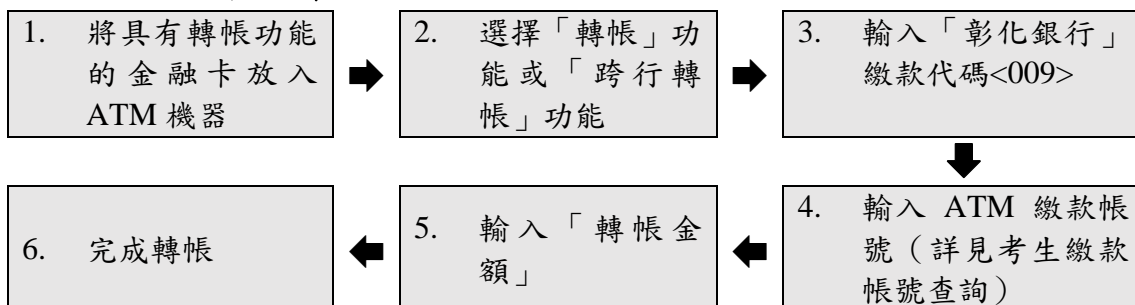 1. 將具有轉帳功能
的金融卡放入
ATM 機器
2. 選擇「轉帳」功
能或「跨行轉
帳」功能
3. 輸入「彰化銀行」
繳款代碼<009>
4. 輸入 ATM 繳款帳
號（詳見考生繳款
帳號查詢）
5. 輸入「轉帳金
額」
6. 完成轉帳